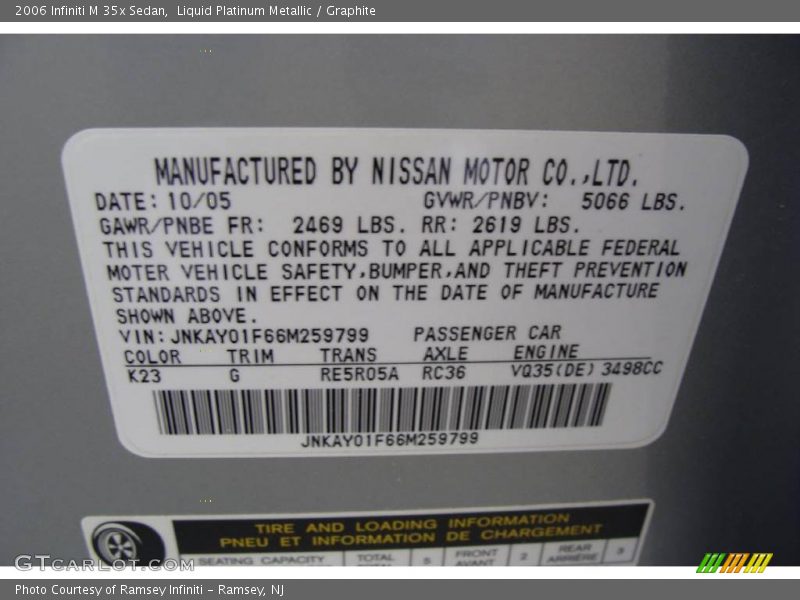 2006 Infiniti M 35x Sedan, Liquid Platinum Metallic / Graphite
MANUFACTURED BY NISSAN MOTOR CO.,LTD.
DATE: 10/05 GVWR/PNBV: 5066 LBS.
GAWR/PNBE FR: 2469 LBS. RR: 2619 LBS.
THIS VEHICLE CONFORMS TO ALL APPLICABLE FEDERAL
MOTER VEHICLE SAFETY,BUMPER,AND THEFT PREVENTION
STANDARDS IN EFFECT ON THE DATE OF MANUFACTURE
SHOWN ABOVE.
VIN: JNKAY01F66M259799 PASSENGER CAR
COLOR TRIM TRANS AXLE ENGINE
K23 G RE5R05A RC36 VQ35(DE) 3498CC
JNKAY01F66M259799
TIRE AND LOADING INFORMATION
PNEU ET INFORMATION DE CHARGEMENT
SEATING CAPACITY TOTAL 5 FRONT 2 REAR 3
AVANT ARRIÈRE
GTcarlot.com
Photo Courtesy of Ramsey Infiniti - Ramsey, NJ